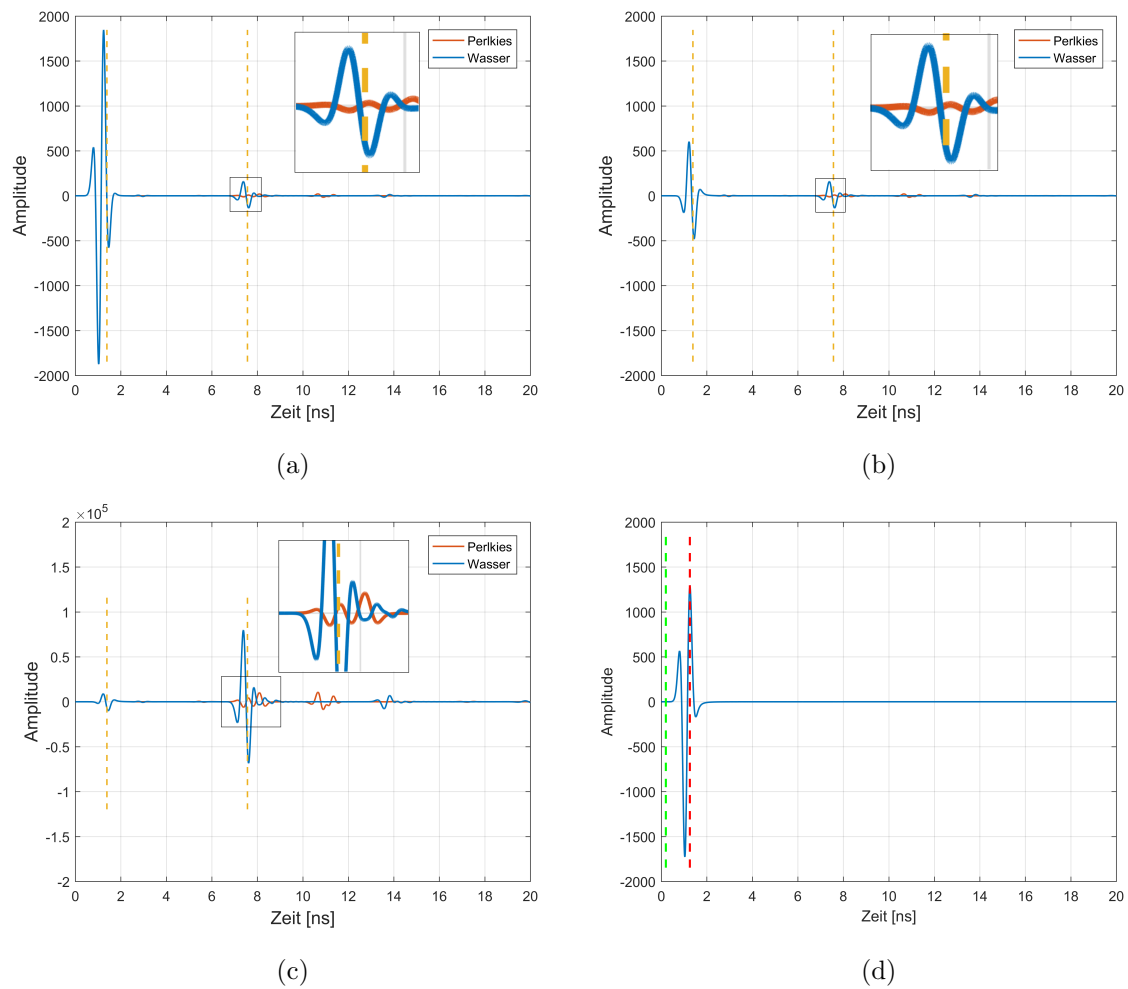 2000
1500
1000
500
0
-500
-1000
-1500
-2000
0 2 4 6 8 10 12 14 16 18 20
Amplitude
Zeit [ns]
Perlkies
Wasser
(a)
2000
1500
1000
500
0
-500
-1000
-1500
-2000
0 2 4 6 8 10 12 14 16 18 20
Amplitude
Zeit [ns]
Perlkies
Wasser
(b)
×10^5
2
1.5
1
0.5
0
-0.5
-1
-1.5
-2
0 2 4 6 8 10 12 14 16 18 20
Amplitude
Zeit [ns]
Perlkies
Wasser
(c)
2000
1500
1000
500
0
-500
-1000
-1500
-2000
0 2 4 6 8 10 12 14 16 18 20
Amplitude
Zeit [ns]
(d)